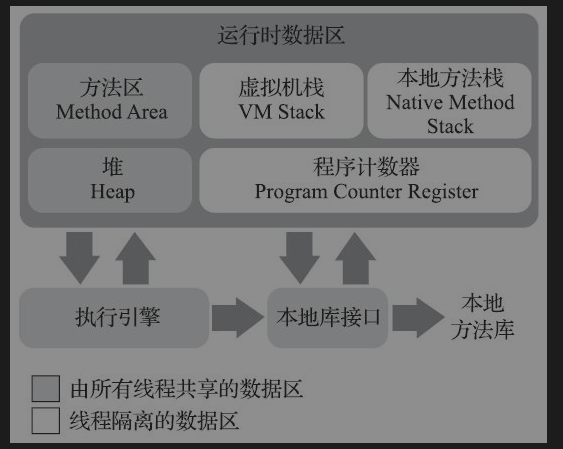 运行时数据区
方法区
Method Area
虚拟机栈
VM Stack
本地方法栈
Native Method
Stack
堆
Heap
程序计数器
Program Counter Register
执行引擎
本地库接口
本地
方法库
由所有线程共享的数据区
线程隔离的数据区